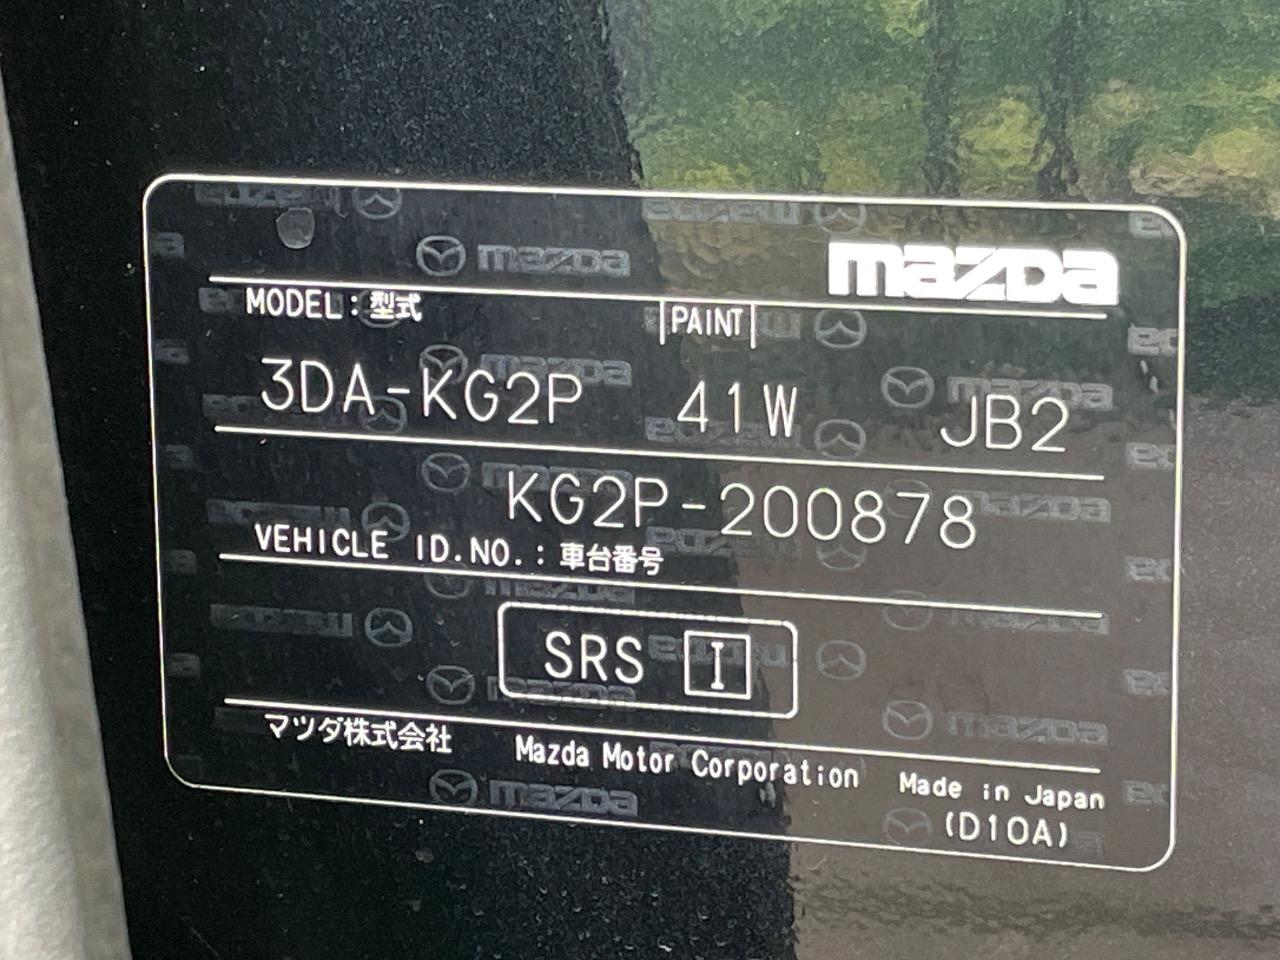 mazda
MODEL：型式
PAINT
3DA-KG2P 41W JB2
KG2P-200878
VEHICLE ID.NO.：車台番号
SRS I
マツダ株式会社 Mazda Motor Corporation Made in Japan
(D10A)